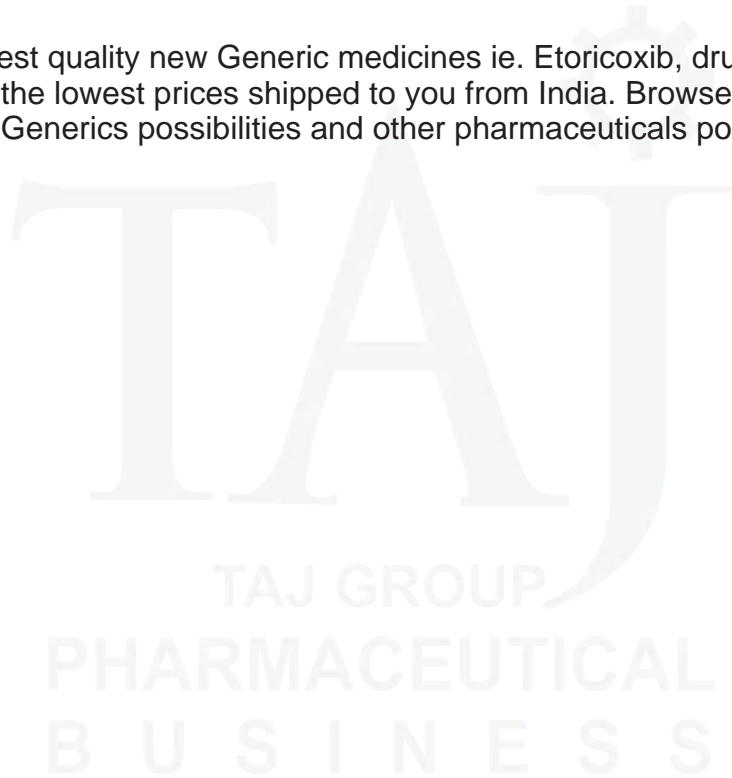 est quality new Generic medicines ie. Etoricoxib, dru
the lowest prices shipped to you from India. Browse
Generics possibilities and other pharmaceuticals po
TAJ
TAJ GROUP
PHARMACEUTICAL
BUSINESS